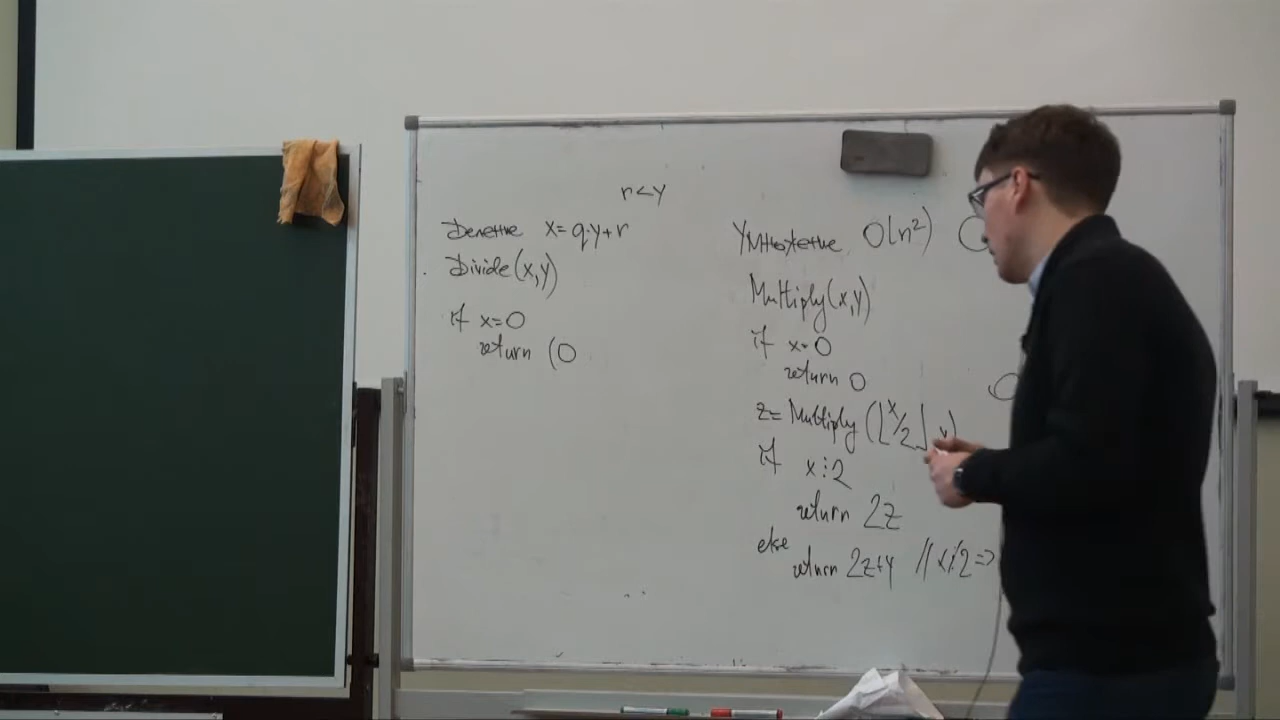 r<y
Деление x=q·y+r
Divide(x,y)
if x=0
return (0
Умножение O(n²)
Multiply(x,y)
if x=0
return 0
z=Multiply(⌊x/2⌋, y)
if x⋮2
return 2z
else
return 2z+y // x⋮̸2 =>